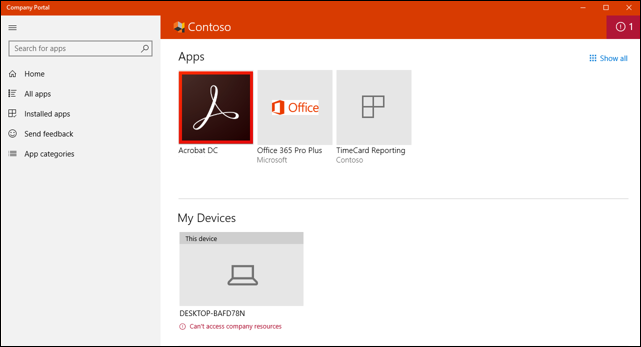 Company Portal
Contoso
1
Search for apps
Home
All apps
Installed apps
Send feedback
App categories
Apps
Show all
Acrobat DC
Office
Office 365 Pro Plus
Microsoft
TimeCard Reporting
Contoso
My Devices
This device
DESKTOP-BAFD78N
Can't access company resources